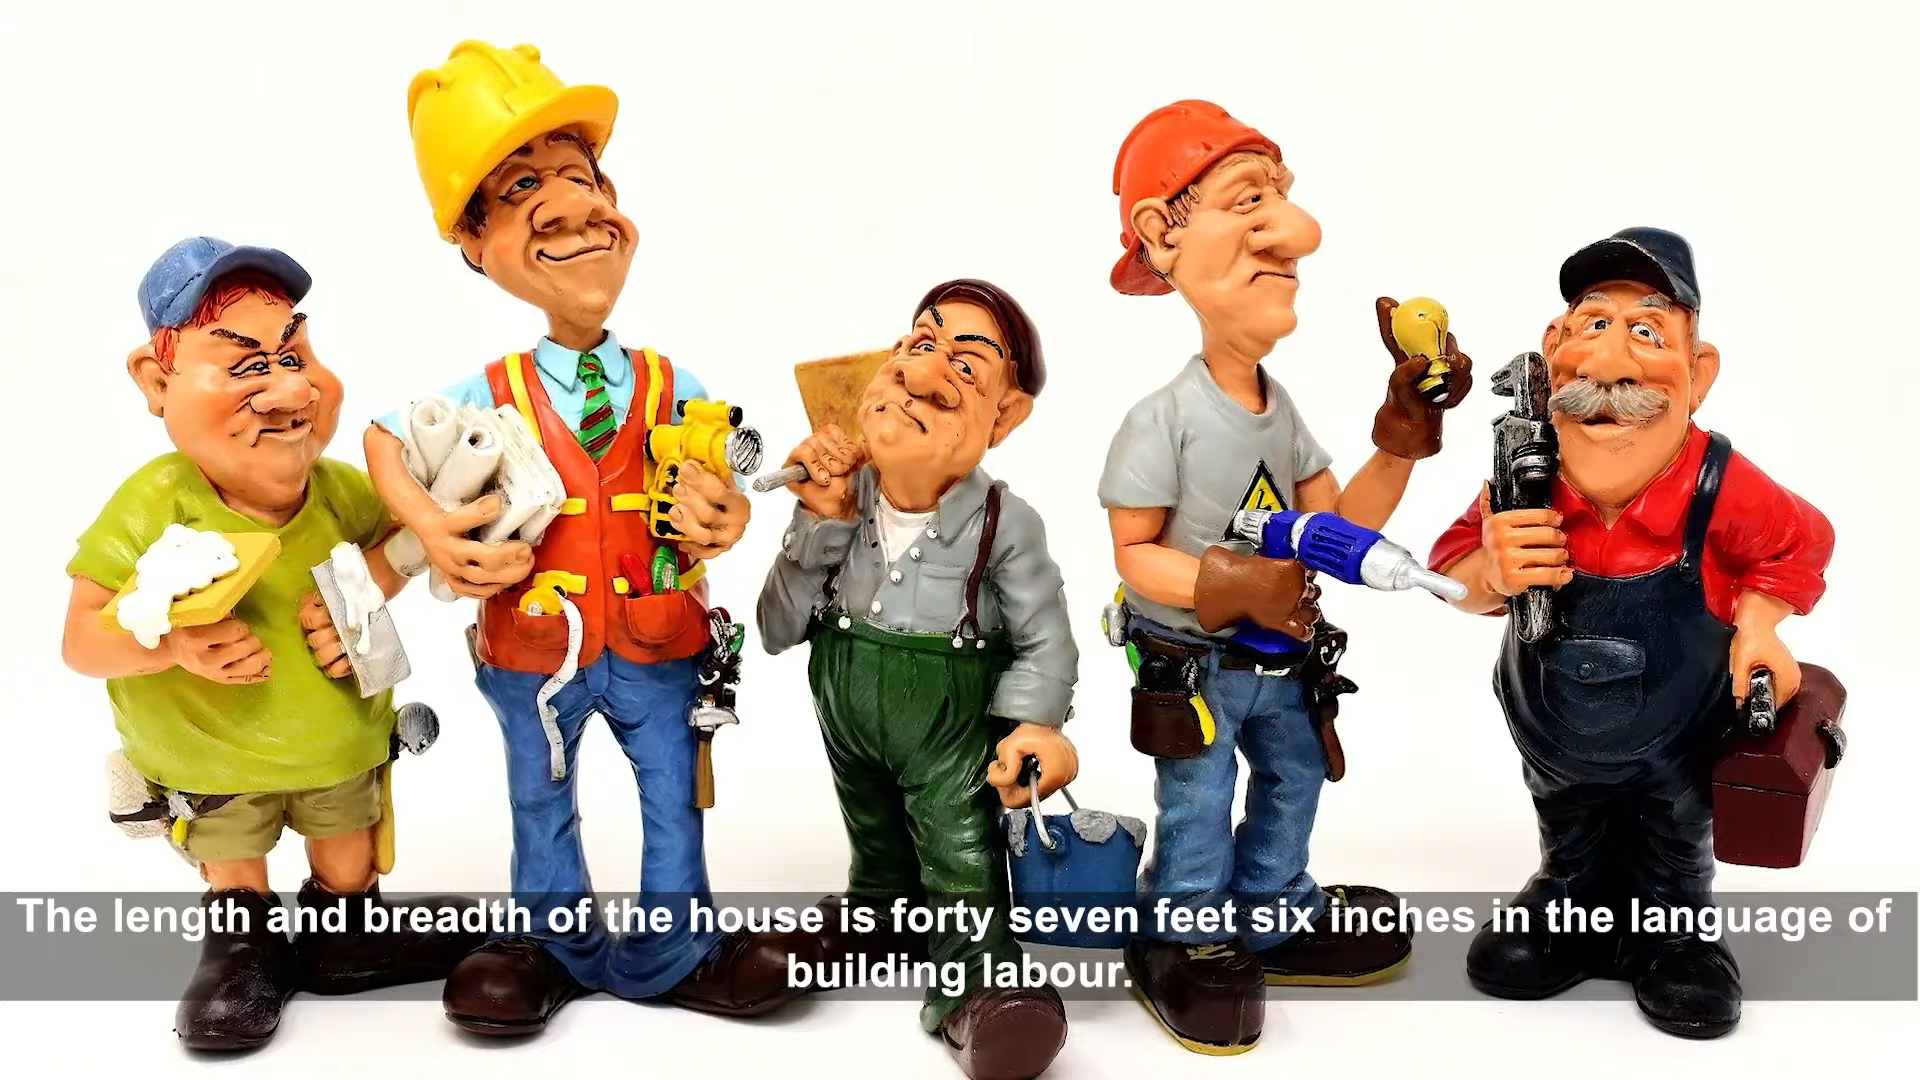 The length and breadth of the house is forty seven feet six inches in the language of
building labour.